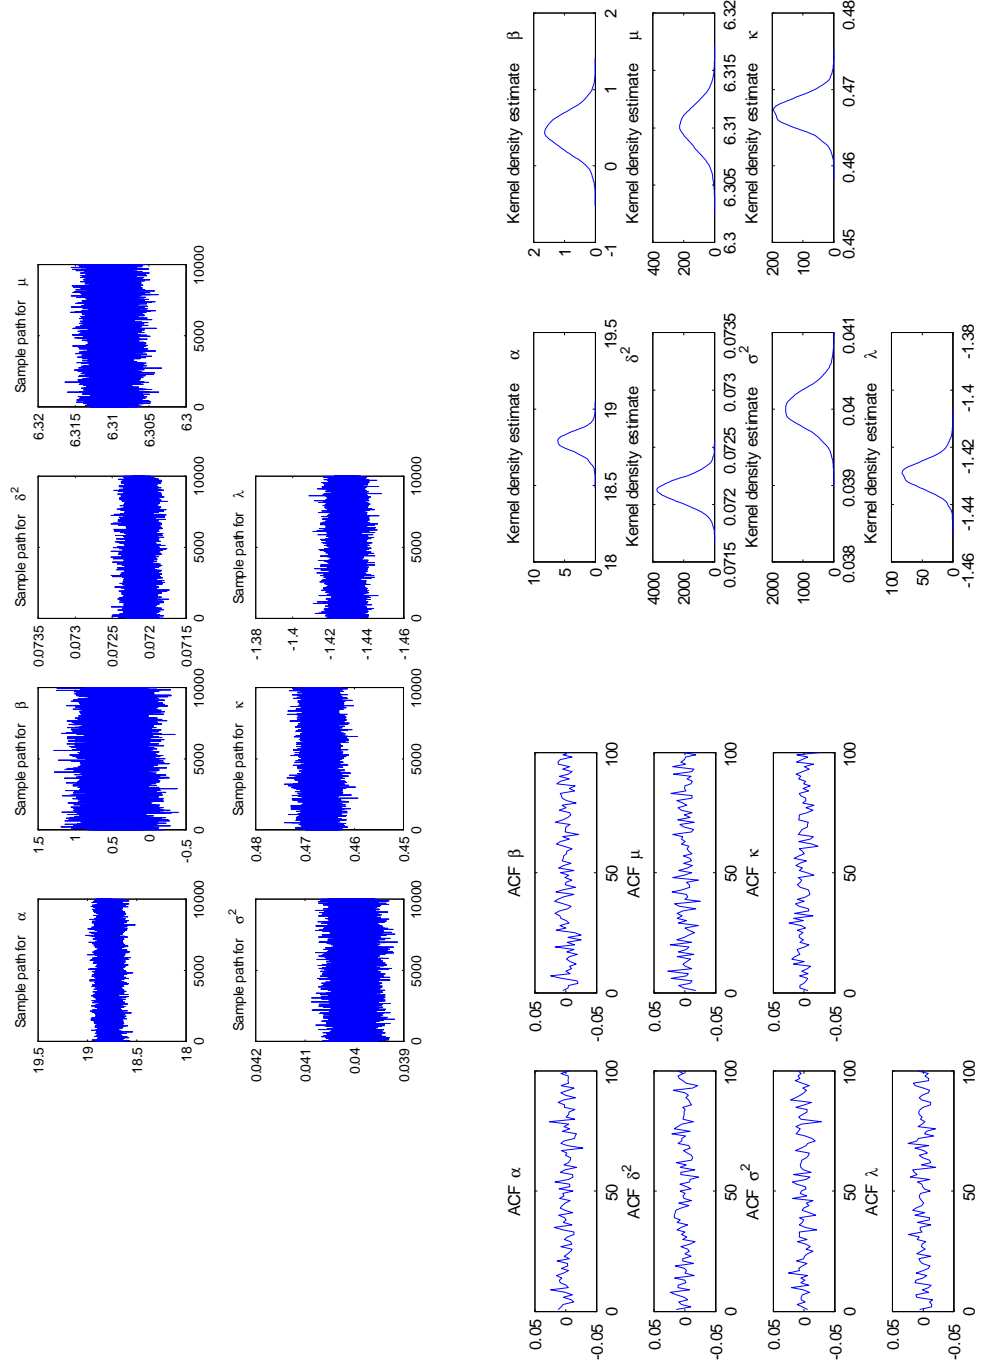 Sample path for α
19.5
19
18.5
18
0 5000 10000
Sample path for β
1.5
1
0.5
0
-0.5
0 5000 10000
Sample path for δ²
0.0735
0.073
0.0725
0.072
0.0715
0 5000 10000
Sample path for μ
6.32
6.315
6.31
6.305
6.3
0 5000 10000
Sample path for σ²
0.042
0.041
0.04
0.039
0 5000 10000
Sample path for κ
0.48
0.47
0.46
0.45
0 5000 10000
Sample path for λ
-1.38
-1.4
-1.42
-1.44
-1.46
0 5000 10000
ACF α
0.05
0
-0.05
0 50 100
ACF β
0.05
0
-0.05
0 50 100
ACF δ²
0.05
0
-0.05
0 50 100
ACF μ
0.05
0
-0.05
0 50 100
ACF σ²
0.05
0
-0.05
0 50 100
ACF κ
0.05
0
-0.05
0 50 100
ACF λ
0.05
0
-0.05
0 50 100
Kernel density estimate α
10
5
0
18 18.5 19 19.5
Kernel density estimate β
2
1
0
-1 0 1 2
Kernel density estimate δ²
4000
2000
0
0.0715 0.072 0.0725 0.073 0.0735
Kernel density estimate μ
400
200
0
6.3 6.305 6.31 6.315 6.32
Kernel density estimate σ²
2000
1000
0
0.038 0.039 0.04 0.041
Kernel density estimate κ
200
100
0
0.45 0.46 0.47 0.48
Kernel density estimate λ
100
50
0
-1.46 -1.44 -1.42 -1.4 -1.38